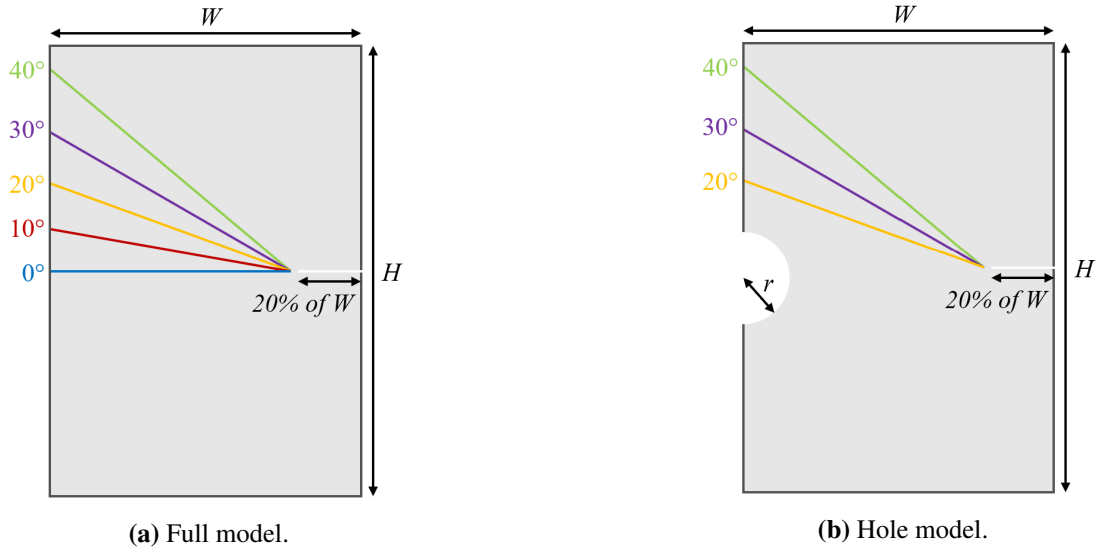 W
40°
30°
20°
10°
0°
H
20% of W
(a) Full model.
W
40°
30°
20°
r
H
20% of W
(b) Hole model.